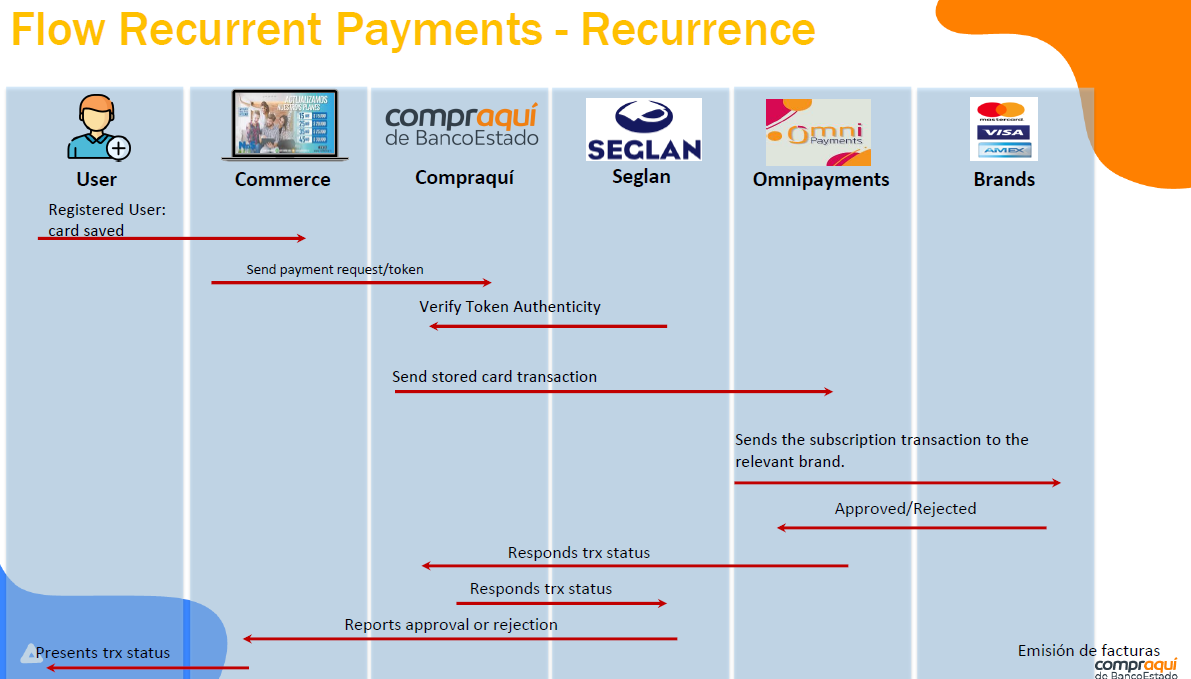 Flow Recurrent Payments - Recurrence
compraquí
de BancoEstado
SEGLAN
Omni
Payments
mastercard
VISA
AMEX
ACTUALIZAMOS
NUESTROS PLANES
User
Commerce
Compraquí
Seglan
Omnipayments
Brands
Registered User:
card saved
Send payment request/token
Verify Token Authenticity
Send stored card transaction
Sends the subscription transaction to the
relevant brand.
Approved/Rejected
Responds trx status
Responds trx status
Reports approval or rejection
Presents trx status
Emisión de facturas
compraquí
de BancoEstado